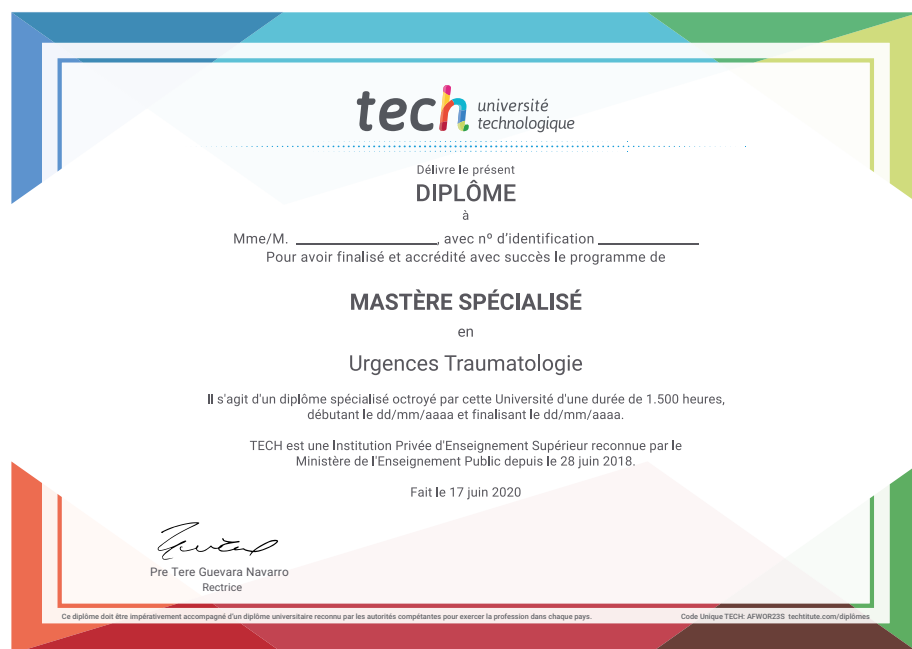 tech université
technologique
Délivre le présent
DIPLÔME
à
Mme/M. ____________________, avec nº d'identification ______________
Pour avoir finalisé et accrédité avec succès le programme de
MASTÈRE SPÉCIALISÉ
en
Urgences Traumatologie
Il s'agit d'un diplôme spécialisé octroyé par cette Université d'une durée de 1.500 heures,
débutant le dd/mm/aaaa et finalisant le dd/mm/aaaa.
TECH est une Institution Privée d'Enseignement Supérieur reconnue par le
Ministère de l'Enseignement Public depuis le 28 juin 2018.
Fait le 17 juin 2020
Pre Tere Guevara Navarro
Rectrice
Ce diplôme doit être impérativement accompagné d'un diplôme universitaire reconnu par les autorités compétantes pour exercer la profession dans chaque pays.
Code Unique TECH: AFWOR23S techtitute.com/diplômes